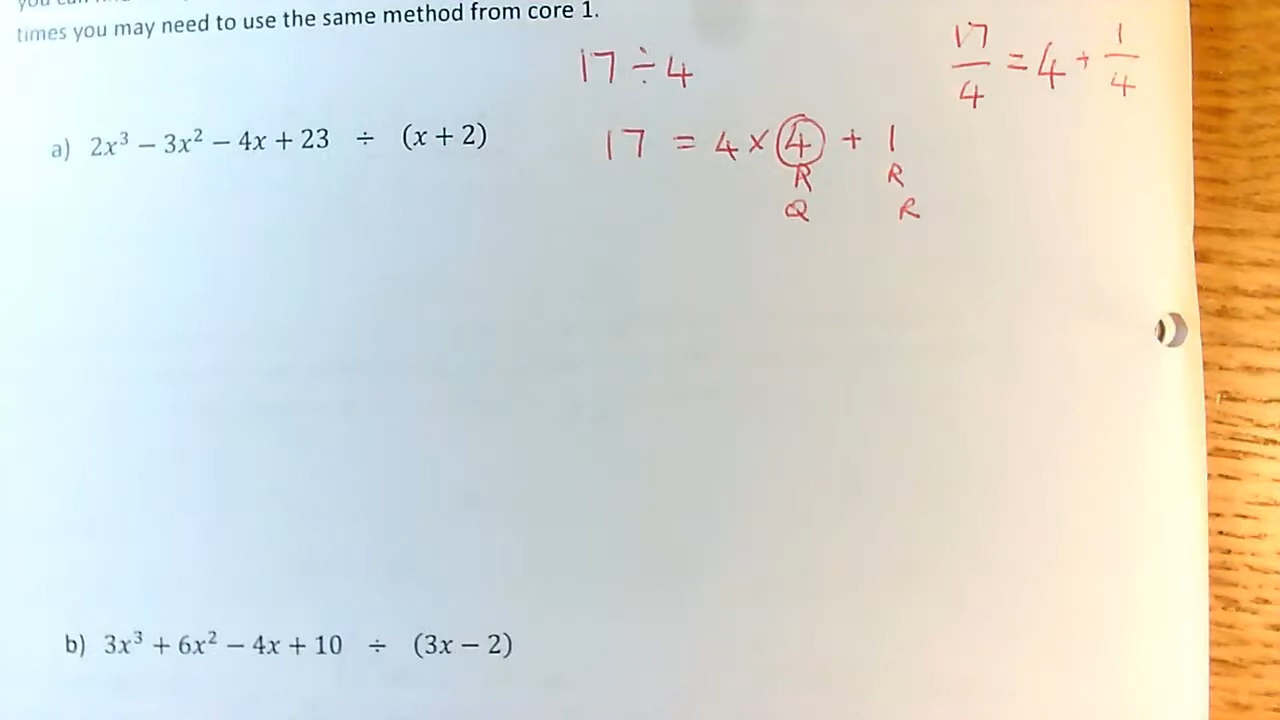 times you may need to use the same method from core 1.
17 ÷ 4
17/4 = 4 + 1/4
a) 2x³ − 3x² − 4x + 23 ÷ (x + 2)
17 = 4 × 4 + 1
R R
Q R
b) 3x³ + 6x² − 4x + 10 ÷ (3x − 2)